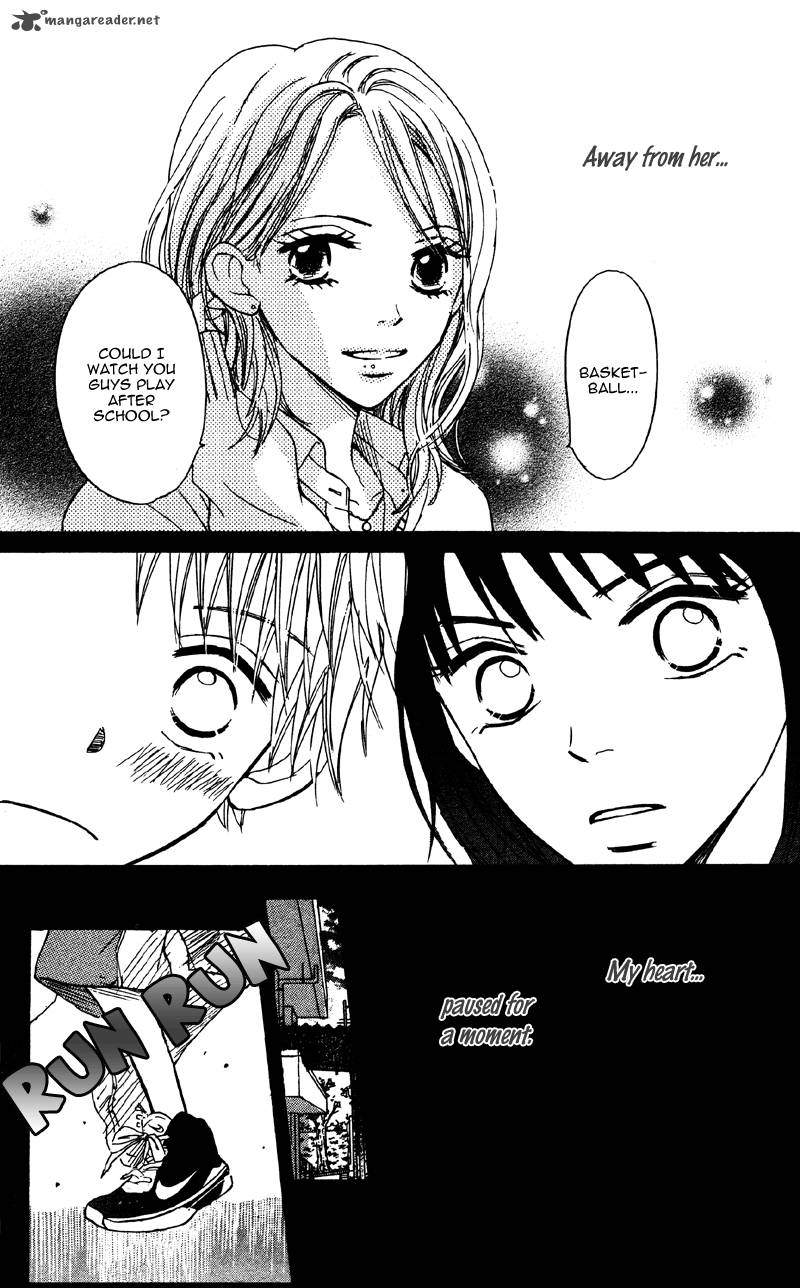 mangareader.net
Away from her...
BASKET-
BALL...
COULD I
WATCH YOU
GUYS PLAY
AFTER
SCHOOL?
My heart...
paused for
a moment.
RUN RUN